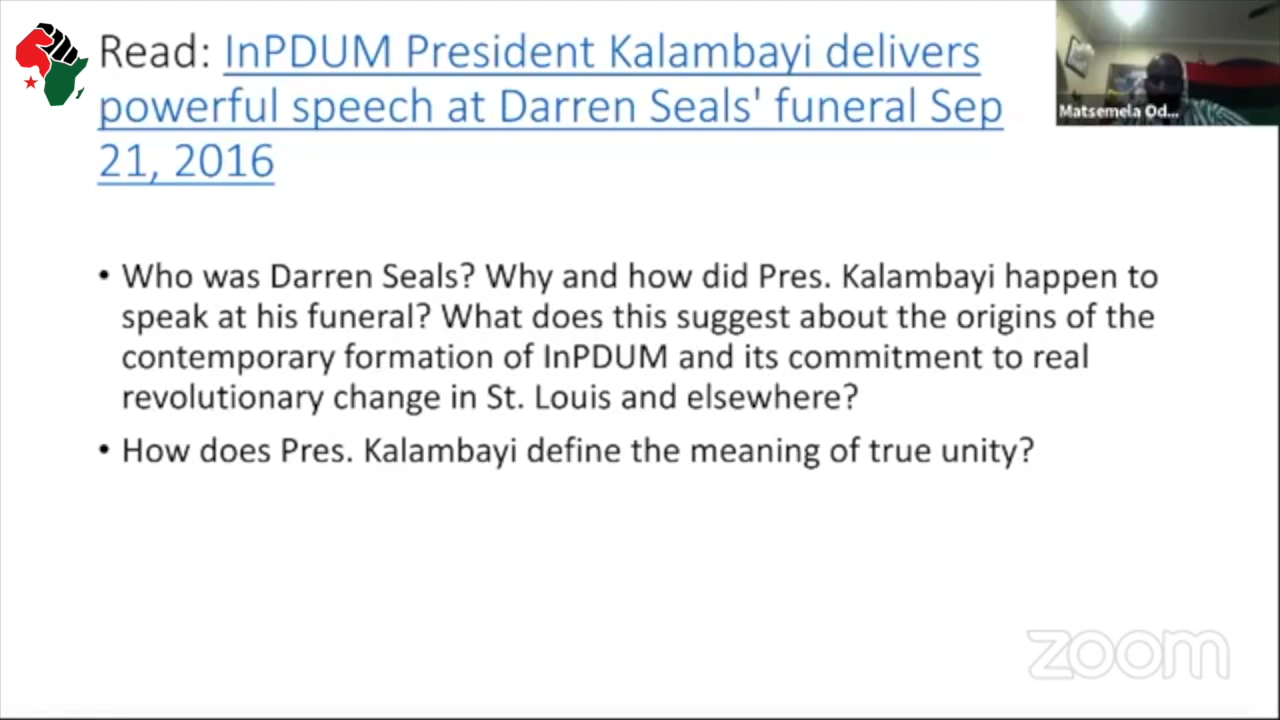 Read: InPDUM President Kalambayi delivers
powerful speech at Darren Seals' funeral Sep
21, 2016
Matsemela Od...
• Who was Darren Seals? Why and how did Pres. Kalambayi happen to
speak at his funeral? What does this suggest about the origins of the
contemporary formation of InPDUM and its commitment to real
revolutionary change in St. Louis and elsewhere?
• How does Pres. Kalambayi define the meaning of true unity?
zoom